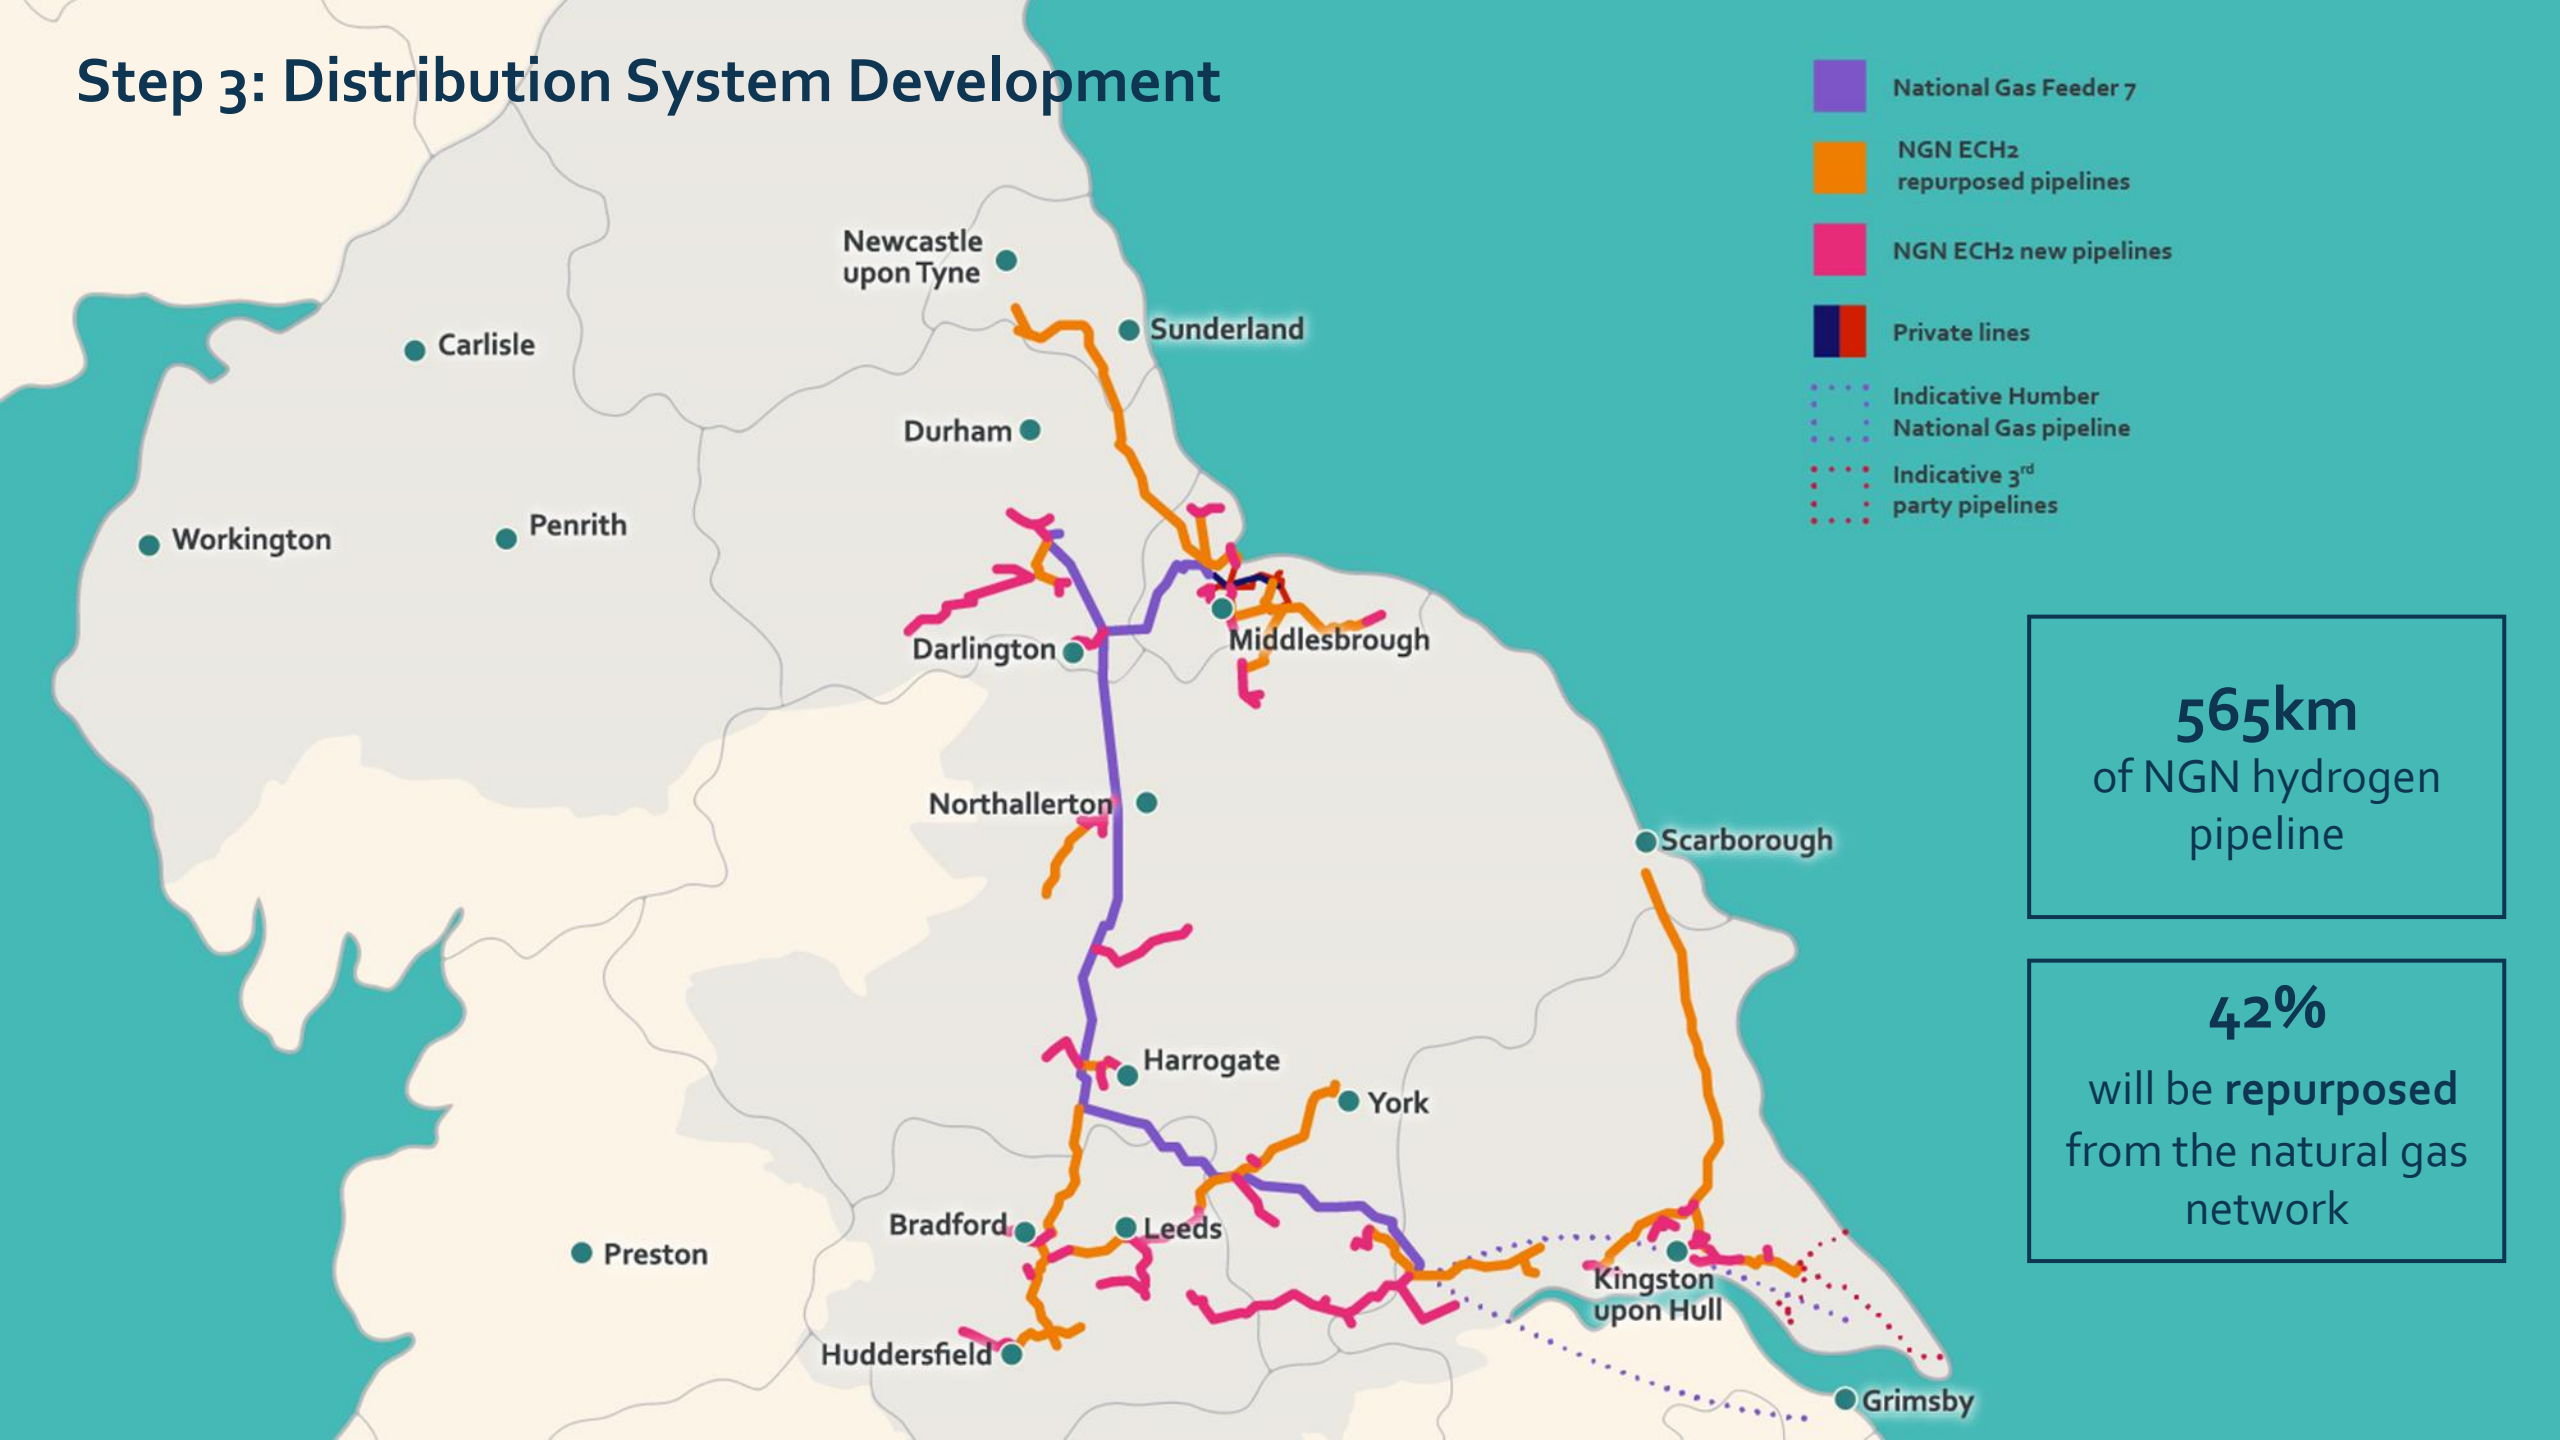 Step 3: Distribution System Development
National Gas Feeder 7
NGN ECH2
repurposed pipelines
NGN ECH2 new pipelines
Private lines
Indicative Humber
National Gas pipeline
Indicative 3rd
party pipelines
Newcastle
upon Tyne
Sunderland
Carlisle
Durham
Workington
Penrith
Darlington
Middlesbrough
Northallerton
Scarborough
Harrogate
York
Bradford
Leeds
Preston
Kingston
upon Hull
Huddersfield
Grimsby
565km
of NGN hydrogen
pipeline
42%
will be repurposed
from the natural gas
network